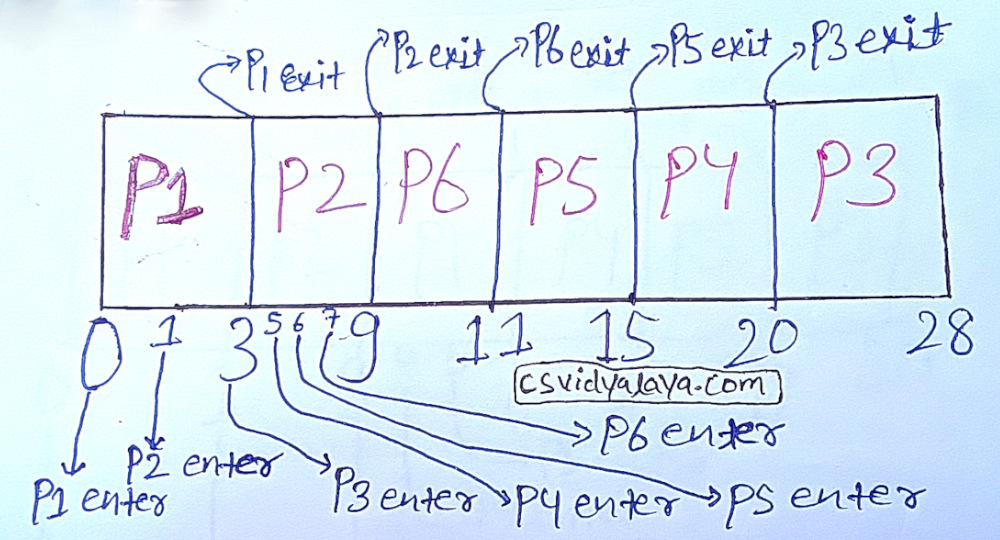 P1 exit P2 exit P6 exit P5 exit P3 exit
P1 P2 P6 P5 P4 P3
0 1 3 5 6 7 9 11 15 20 28
csvidyalaya.com
P6 enter
P2 enter
P1 enter P3 enter P4 enter P5 enter